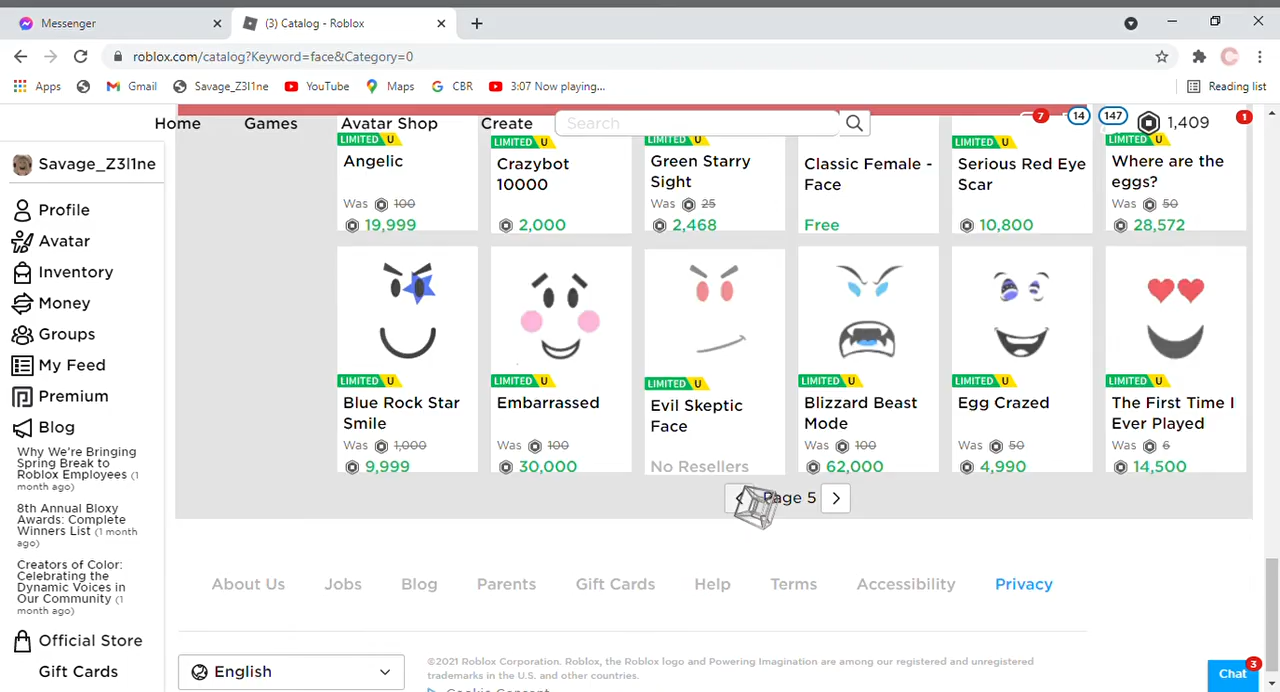 Messenger
(3) Catalog - Roblox
roblox.com/catalog?Keyword=face&Category=0
Apps
Gmail
Savage_Z3l1ne
YouTube
Maps
CBR
3:07 Now playing...
Reading list
Home
Games
Avatar Shop
Create
Search
7
14
147
1,409
1
Savage_Z3l1ne
Profile
Avatar
Inventory
Money
Groups
My Feed
Premium
Blog
Why We're Bringing
Spring Break to
Roblox Employees (1
month ago)
8th Annual Bloxy
Awards: Complete
Winners List (1 month
ago)
Creators of Color:
Celebrating the
Dynamic Voices in
Our Community (1
month ago)
Official Store
Gift Cards
LIMITED U
Angelic
Was 100
19,999
LIMITED U
Crazybot
10000
2,000
LIMITED U
Green Starry
Sight
Was 25
2,468
Classic Female -
Face
Free
LIMITED U
Serious Red Eye
Scar
10,800
LIMITED U
Where are the
eggs?
Was 50
28,572
LIMITED U
Blue Rock Star
Smile
Was 1,000
9,999
LIMITED U
Embarrassed
Was 100
30,000
LIMITED U
Evil Skeptic
Face
No Resellers
LIMITED U
Blizzard Beast
Mode
Was 100
62,000
LIMITED U
Egg Crazed
Was 50
4,990
LIMITED U
The First Time I
Ever Played
Was 6
14,500
Page 5
About Us
Jobs
Blog
Parents
Gift Cards
Help
Terms
Accessibility
Privacy
English
©2021 Roblox Corporation. Roblox, the Roblox logo and Powering Imagination are among our registered and unregistered
trademarks in the U.S. and other countries.
Cookie Consent
Chat
3